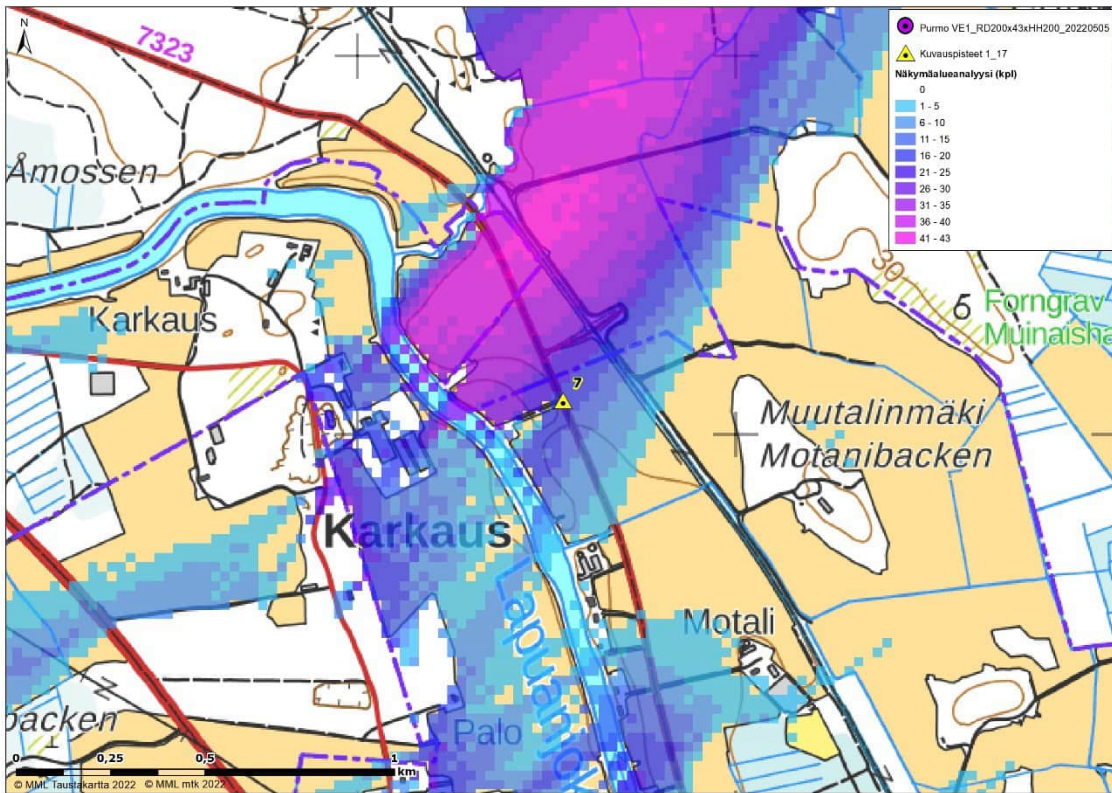 N
7323
Åmossen
Karkaus
7
30
Forngrav
Muinaisha
Muutalinmäki
Motanibacken
Karkaus
Lapuanjok
Motali
Palo
backen
0 0,25 0,5 1
km
© MML Taustakartta 2022 © MML mtk 2022
Purmo VE1_RD200x43xHH200_20220505
Kuvauspisteet 1_17
Näkymäalueanalyysi (kpl)
0
1 - 5
6 - 10
11 - 15
16 - 20
21 - 25
26 - 30
31 - 35
36 - 40
41 - 43